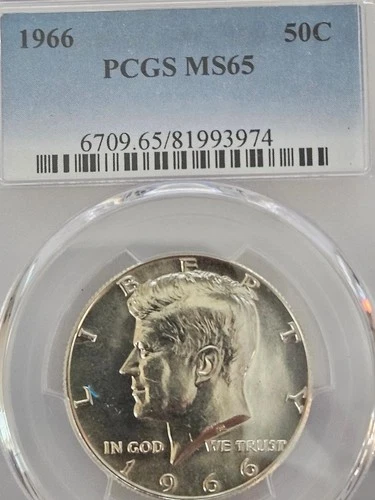 1966 50C
PCGS MS65
6709.65/81993974
LIBERTY
IN GOD WE TRUST
1966